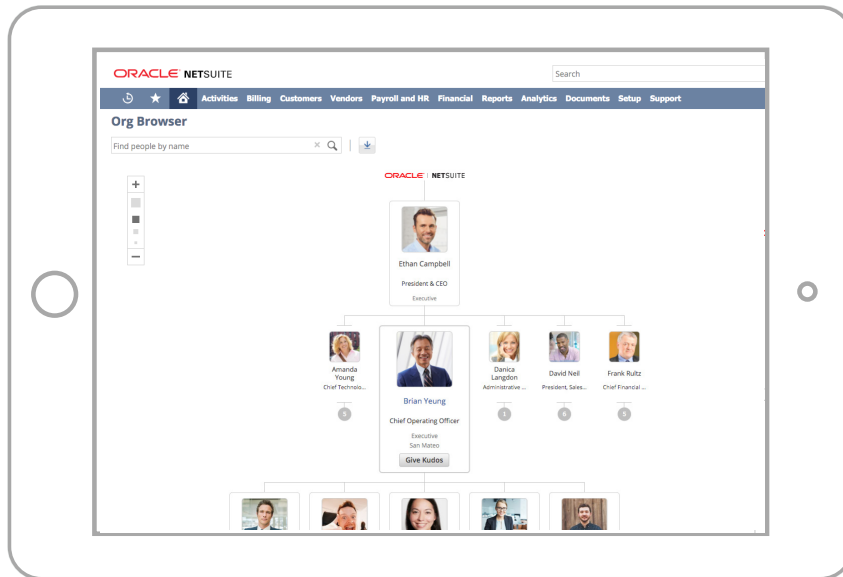 ORACLE NETSUITE
Search
Activities Billing Customers Vendors Payroll and HR Financial Reports Analytics Documents Setup Support
Org Browser
Find people by name
ORACLE | NETSUITE
Ethan Campbell
President & CEO
Executive
Amanda
Young
Chief Technolo...
5
Brian Yeung
Chief Operating Officer
Executive
San Mateo
Give Kudos
Danica
Langdon
Administrative ...
1
David Neil
President, Sales...
6
Frank Rultz
Chief Financial ...
5